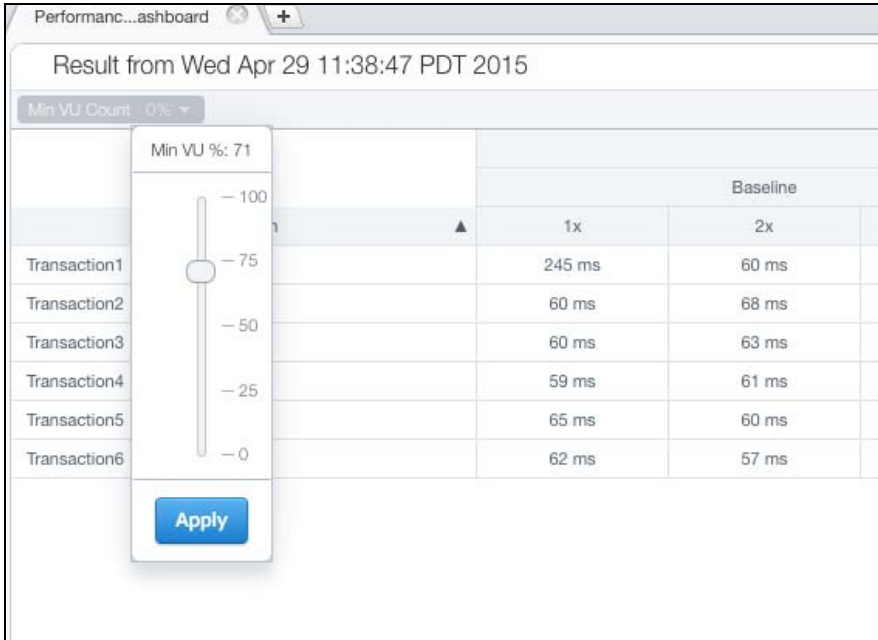 Performanc...ashboard
+
Result from Wed Apr 29 11:38:47 PDT 2015
Min VU Count 0%
Min VU %: 71
100
75
50
25
0
Apply
Baseline
n 1x 2x
Transaction1 245 ms 60 ms
Transaction2 60 ms 68 ms
Transaction3 60 ms 63 ms
Transaction4 59 ms 61 ms
Transaction5 65 ms 60 ms
Transaction6 62 ms 57 ms